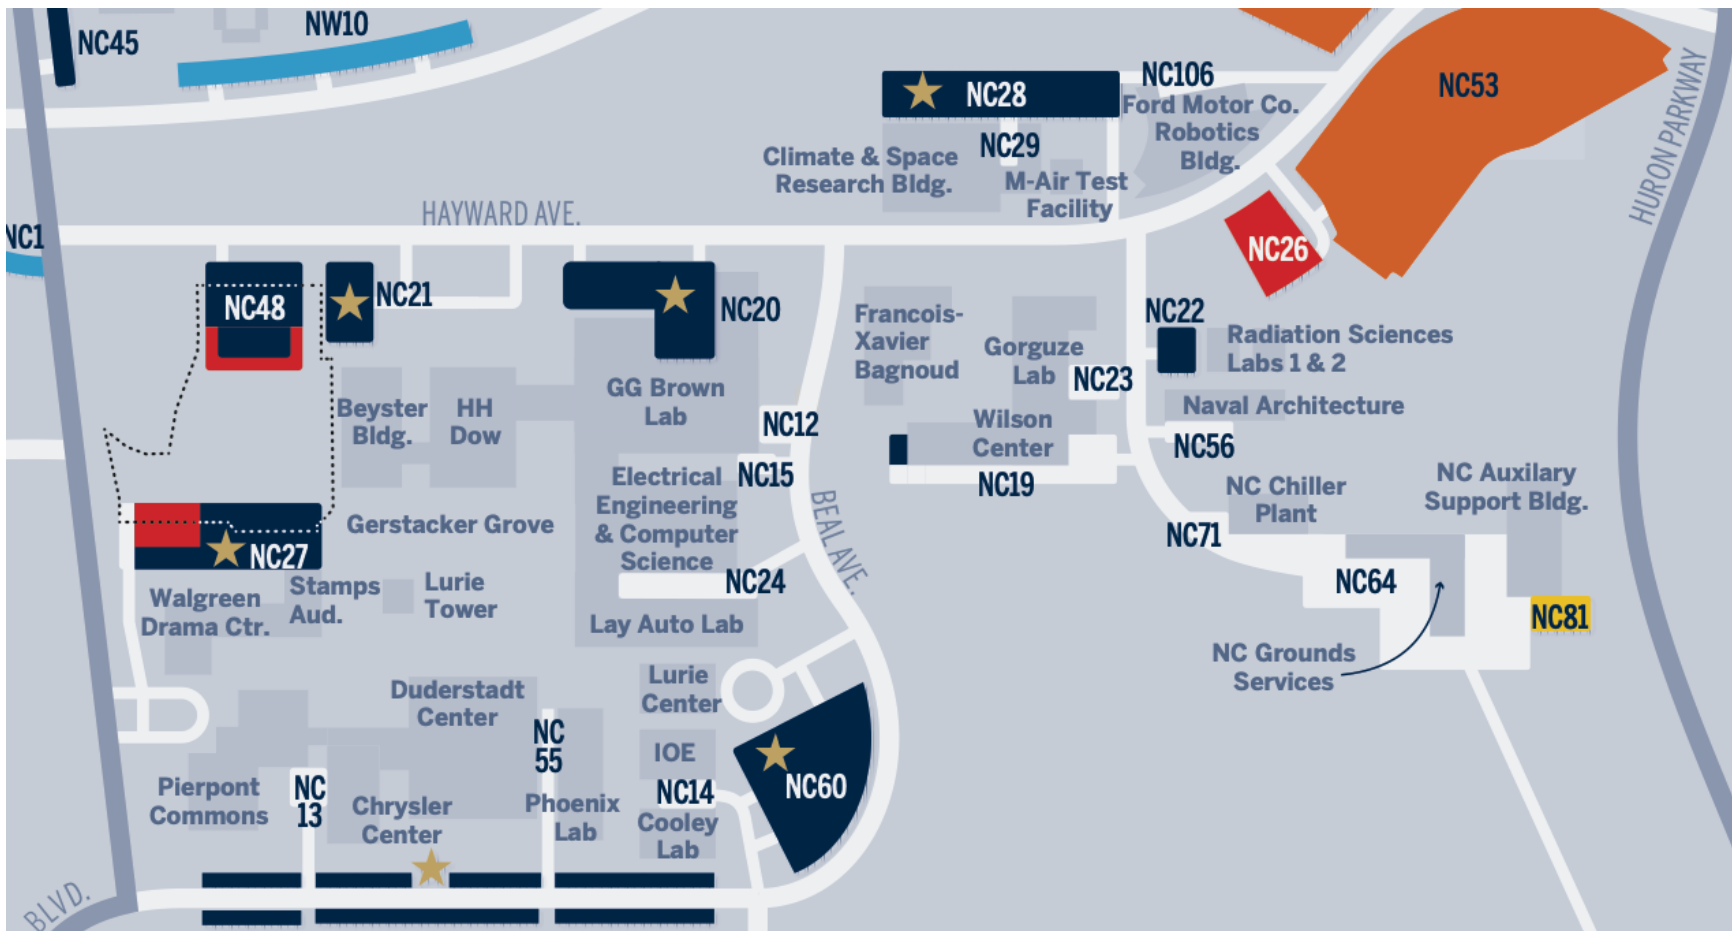 NC45
NW10
NC28
NC106
Ford Motor Co.
Robotics
Bldg.
NC53
HURON PARKWAY
Climate & Space
Research Bldg.
NC29
M-Air Test
Facility
HAYWARD AVE.
NC1
NC26
NC48
NC21
NC20
NC22
Francois-
Xavier
Bagnoud
Gorguze
Lab
Radiation Sciences
Labs 1 & 2
NC23
Beyster
Bldg.
HH
Dow
GG Brown
Lab
NC12
Wilson
Center
Naval Architecture
NC56
NC15
NC19
Electrical
Engineering
& Computer
Science
BEAL AVE.
NC Chiller
Plant
NC Auxilary
Support Bldg.
NC71
Gerstacker Grove
NC27
NC24
NC64
Walgreen
Drama Ctr.
Stamps
Aud.
Lurie
Tower
Lay Auto Lab
NC81
NC Grounds
Services
Lurie
Center
Duderstadt
Center
NC
55
IOE
NC60
Pierpont
Commons
NC
13
Chrysler
Center
Phoenix
Lab
NC14
Cooley
Lab
BLVD.